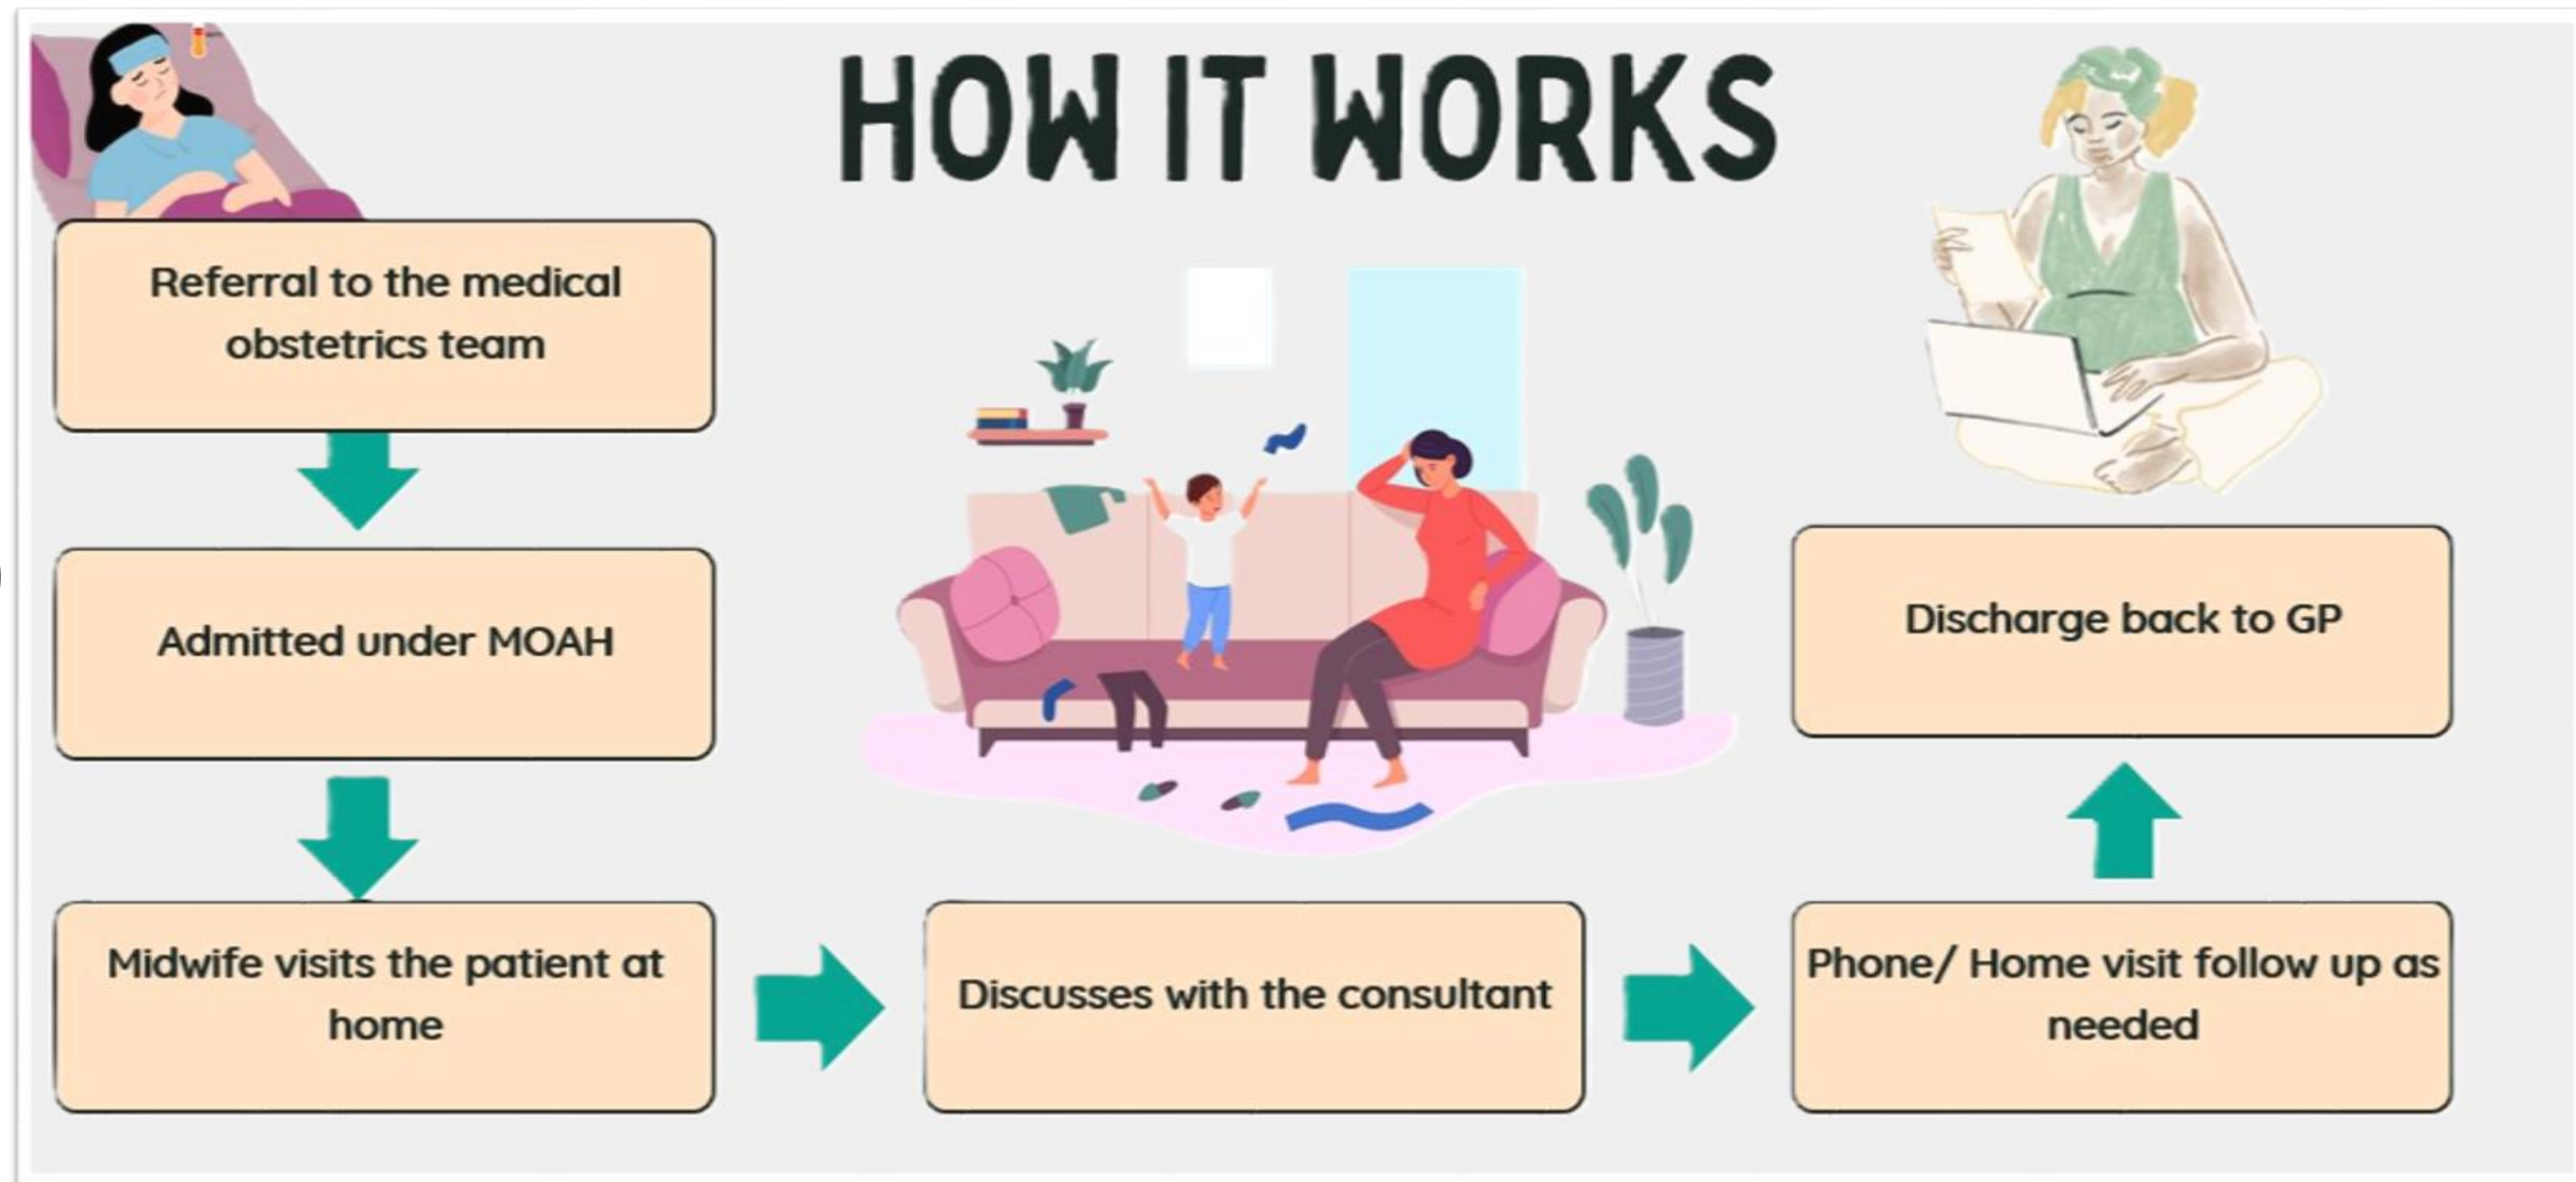 HOW IT WORKS
Referral to the medical
obstetrics team
Admitted under MOAH
Midwife visits the patient at
home
Discusses with the consultant
Phone/ Home visit follow up as
needed
Discharge back to GP